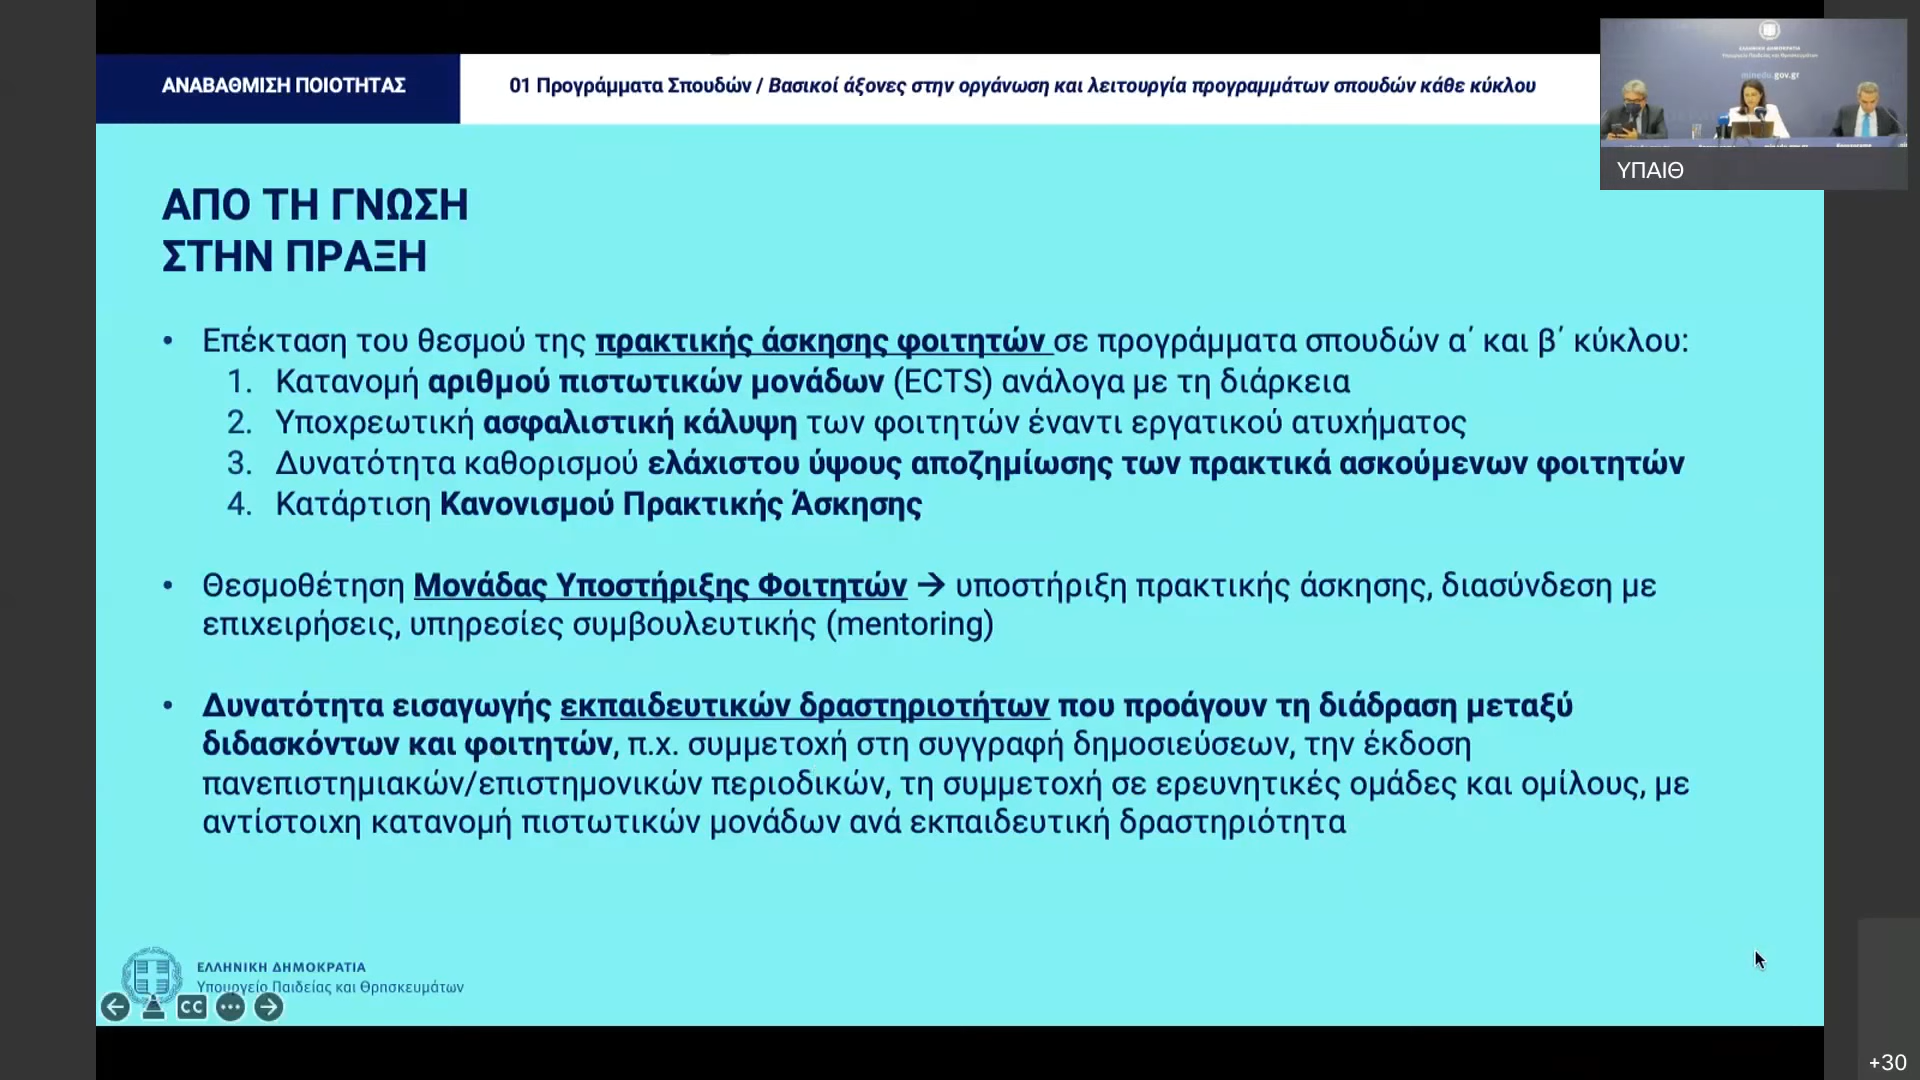 ΑΝΑΒΑΘΜΙΣΗ ΠΟΙΟΤΗΤΑΣ
01 Προγράμματα Σπουδών / Βασικοί άξονες στην οργάνωση και λειτουργία προγραμμάτων σπουδών κάθε κύκλου
ΕΛΛΗΝΙΚΗ ΔΗΜΟΚΡΑΤΙΑ
minedu.gov.gr
ΥΠΑΙΘ
ΑΠΟ ΤΗ ΓΝΩΣΗ
ΣΤΗΝ ΠΡΑΞΗ
• Επέκταση του θεσμού της πρακτικής άσκησης φοιτητών σε προγράμματα σπουδών α΄ και β΄ κύκλου:
1. Κατανομή αριθμού πιστωτικών μονάδων (ECTS) ανάλογα με τη διάρκεια
2. Υποχρεωτική ασφαλιστική κάλυψη των φοιτητών έναντι εργατικού ατυχήματος
3. Δυνατότητα καθορισμού ελάχιστου ύψους αποζημίωσης των πρακτικά ασκούμενων φοιτητών
4. Κατάρτιση Κανονισμού Πρακτικής Άσκησης
• Θεσμοθέτηση Μονάδας Υποστήριξης Φοιτητών → υποστήριξη πρακτικής άσκησης, διασύνδεση με
επιχειρήσεις, υπηρεσίες συμβουλευτικής (mentoring)
• Δυνατότητα εισαγωγής εκπαιδευτικών δραστηριοτήτων που προάγουν τη διάδραση μεταξύ
διδασκόντων και φοιτητών, π.χ. συμμετοχή στη συγγραφή δημοσιεύσεων, την έκδοση
πανεπιστημιακών/επιστημονικών περιοδικών, τη συμμετοχή σε ερευνητικές ομάδες και ομίλους, με
αντίστοιχη κατανομή πιστωτικών μονάδων ανά εκπαιδευτική δραστηριότητα
ΕΛΛΗΝΙΚΗ ΔΗΜΟΚΡΑΤΙΑ
Υπουργείο Παιδείας και Θρησκευμάτων
CC
+30